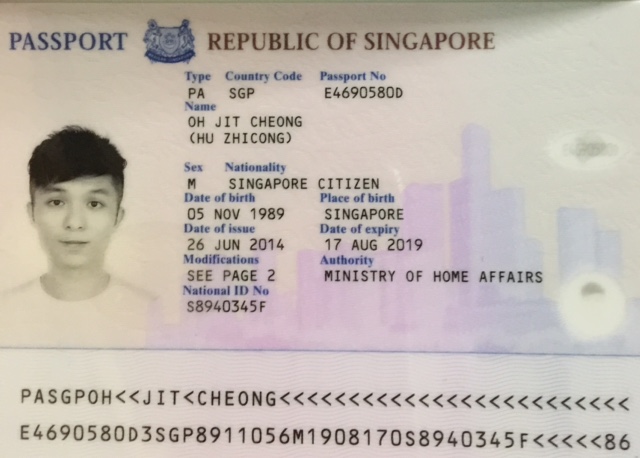 PASSPORT REPUBLIC OF SINGAPORE
Type Country Code Passport No
PA SGP E4690580D
Name
OH JIT CHEONG
(HU ZHICONG)
Sex Nationality
M SINGAPORE CITIZEN
Date of birth Place of birth
05 NOV 1989 SINGAPORE
Date of issue Date of expiry
26 JUN 2014 17 AUG 2019
Modifications Authority
SEE PAGE 2 MINISTRY OF HOME AFFAIRS
National ID No
S8940345F
PASGPOH<<JIT<CHEONG<<<<<<<<<<<<<<<<<<<<<<<<<
E4690580D3SGP8911056M1908170S8940345F<<<<<86